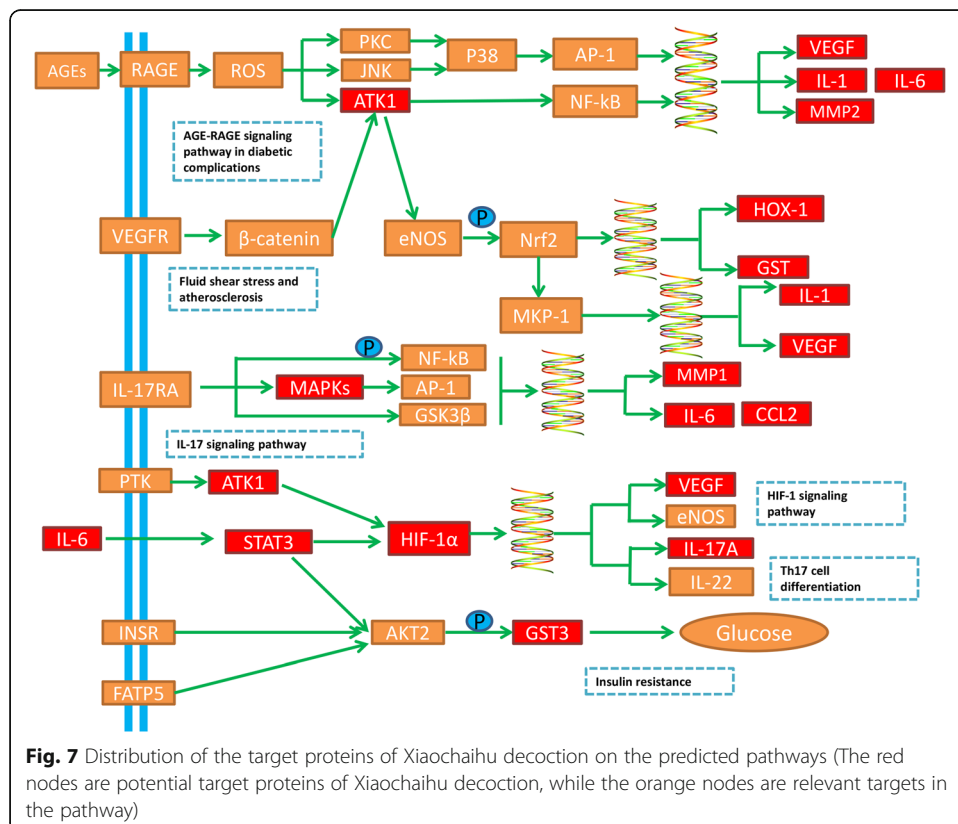 AGEs
RAGE
ROS
PKC
JNK
ATK1
P38
AP-1
NF-kB
VEGF
IL-1
IL-6
MMP2
AGE-RAGE signaling
pathway in diabetic
complications
VEGFR
β-catenin
eNOS
P
Nrf2
HOX-1
GST
Fluid shear stress and
atherosclerosis
MKP-1
IL-1
VEGF
IL-17RA
P
MAPKs
NF-kB
AP-1
GSK3β
MMP1
IL-6
CCL2
IL-17 signaling pathway
PTK
ATK1
IL-6
STAT3
HIF-1α
VEGF
eNOS
HIF-1 signaling
pathway
IL-17A
IL-22
Th17 cell
differentiation
INSR
AKT2
P
GST3
Glucose
FATP5
Insulin resistance
Fig. 7 Distribution of the target proteins of Xiaochaihu decoction on the predicted pathways (The red
nodes are potential target proteins of Xiaochaihu decoction, while the orange nodes are relevant targets in
the pathway)